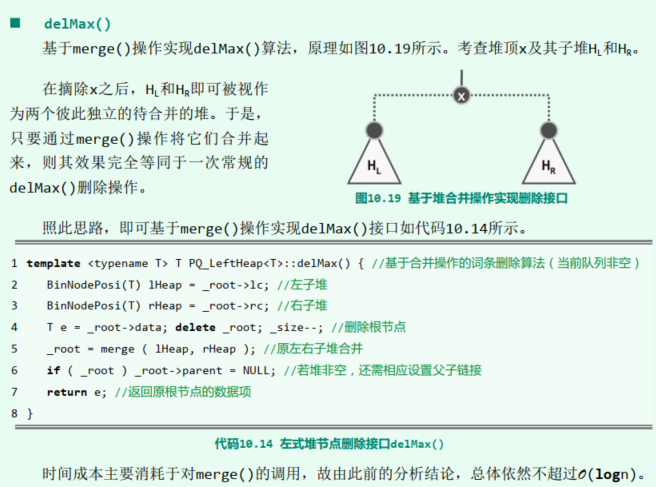 delMax()
基于merge()操作实现delMax()算法，原理如图10.19所示。考查堆顶x及其子堆HL和HR。
在摘除x之后，HL和HR即可被视作
为两个彼此独立的待合并的堆。于是，
只要通过merge()操作将它们合并起
来，则其效果完全等同于一次常规的
delMax()删除操作。
x
HL
HR
图10.19 基于堆合并操作实现删除接口
照此思路，即可基于merge()操作实现delMax()接口如代码10.14所示。
1 template <typename T> T PQ_LeftHeap<T>::delMax() { //基于合并操作的词条删除算法（当前队列非空）
2 BinNodePosi(T) lHeap = _root->lc; //左子堆
3 BinNodePosi(T) rHeap = _root->rc; //右子堆
4 T e = _root->data; delete _root; _size--; //删除根节点
5 _root = merge ( lHeap, rHeap ); //原左右子堆合并
6 if ( _root ) _root->parent = NULL; //若堆非空，还需相应设置父子链接
7 return e; //返回原根节点的数据项
8 }
代码10.14 左式堆节点删除接口delMax()
时间成本主要消耗于对merge()的调用，故由此前的分析结论，总体依然不超过O(logn)。